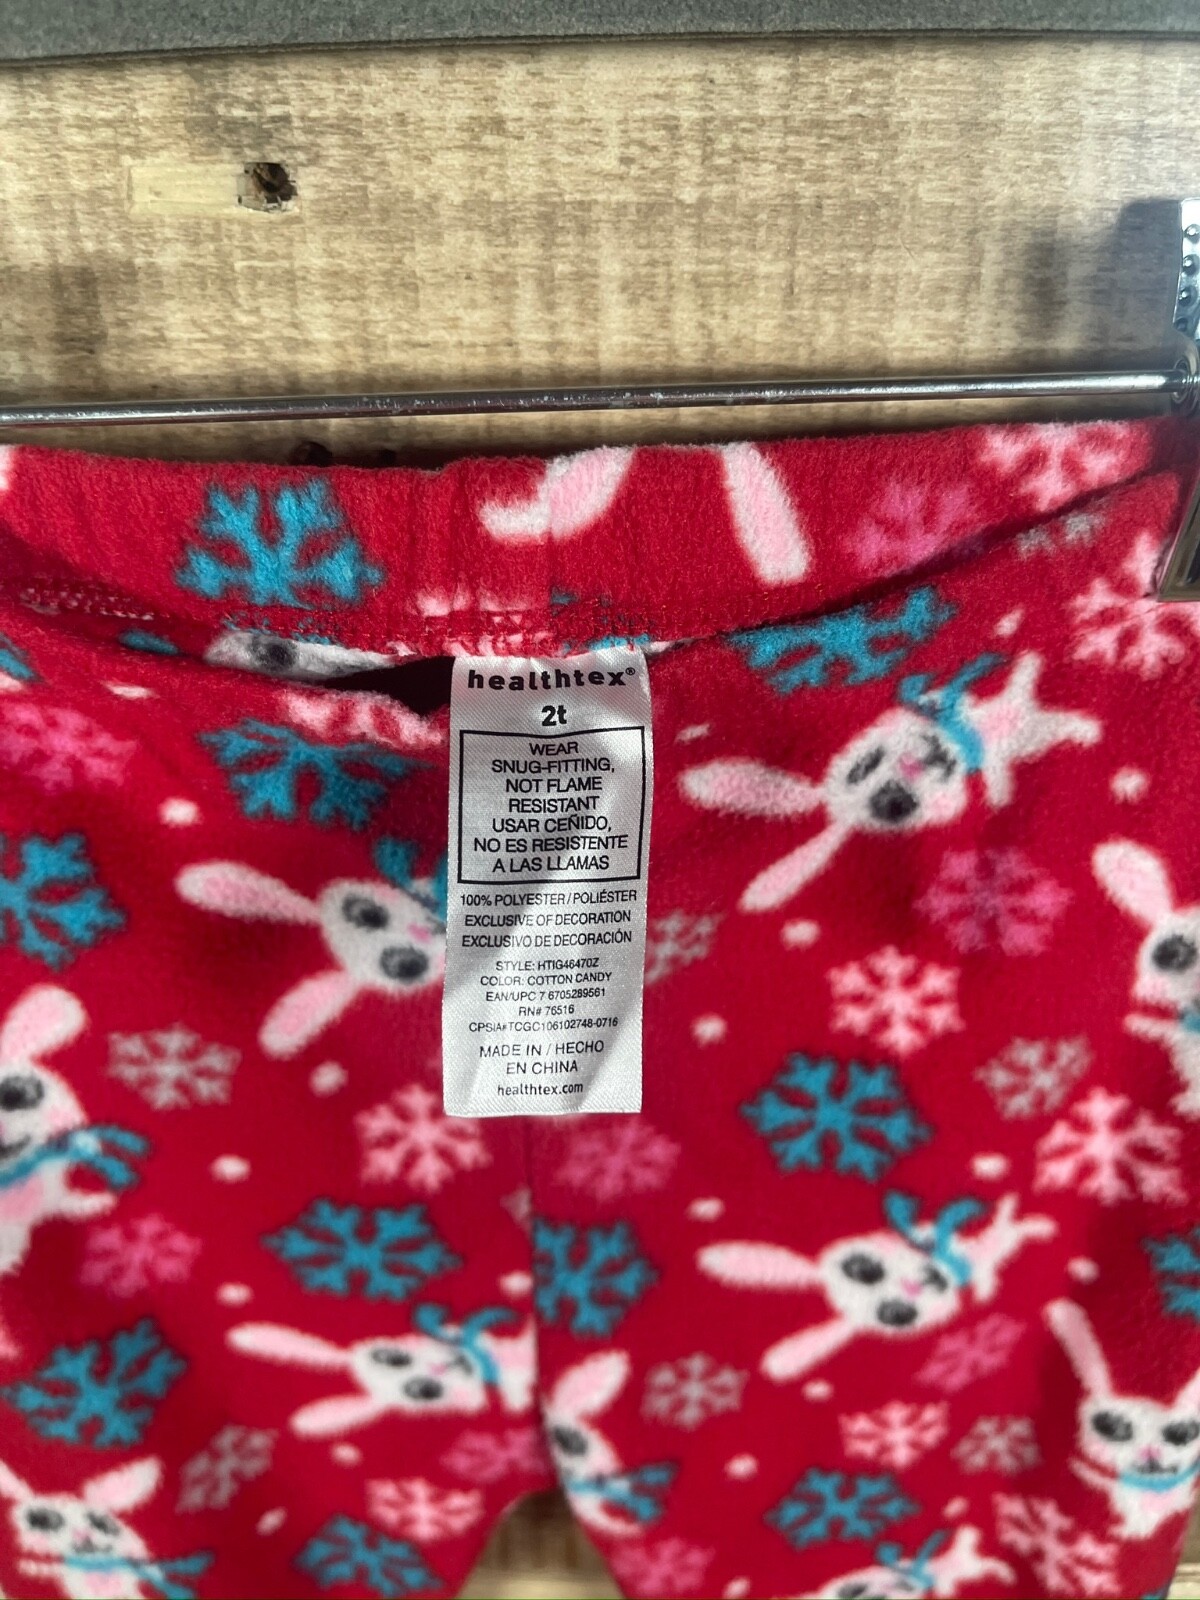 healthtex®
2t
WEAR
SNUG-FITTING,
NOT FLAME
RESISTANT
USAR CEÑIDO,
NO ES RESISTENTE
A LAS LLAMAS
100% POLYESTER/POLIÉSTER
EXCLUSIVE OF DECORATION
EXCLUSIVO DE DECORACIÓN
STYLE: HTIG46470Z
COLOR: COTTON CANDY
EAN/UPC 7 6705289561
RN# 76516
CPSIA#TCGC106102748-0716
MADE IN / HECHO
EN CHINA
healthtex.com